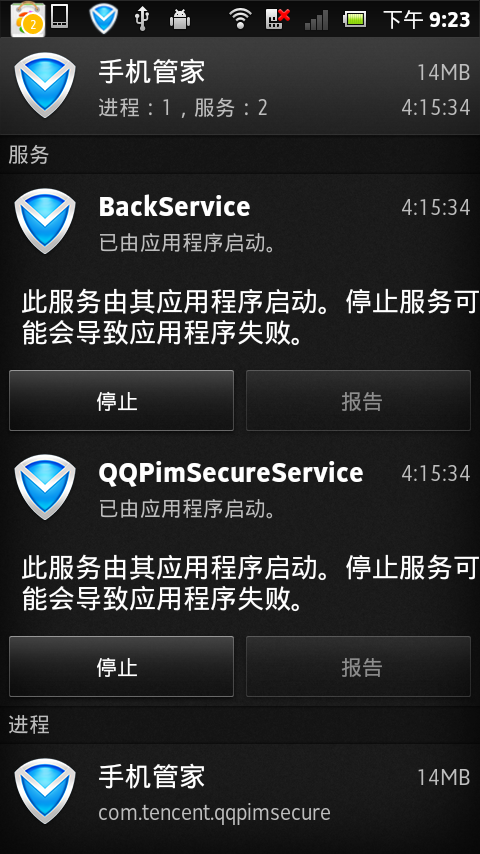 2
下午 9:23
手机管家 14MB
进程：1，服务：2 4:15:34
服务
BackService 4:15:34
已由应用程序启动。
此服务由其应用程序启动。停止服务可
能会导致应用程序失败。
停止 报告
QQPimSecureService 4:15:34
已由应用程序启动。
此服务由其应用程序启动。停止服务可
能会导致应用程序失败。
停止 报告
进程
手机管家 14MB
com.tencent.qqpimsecure